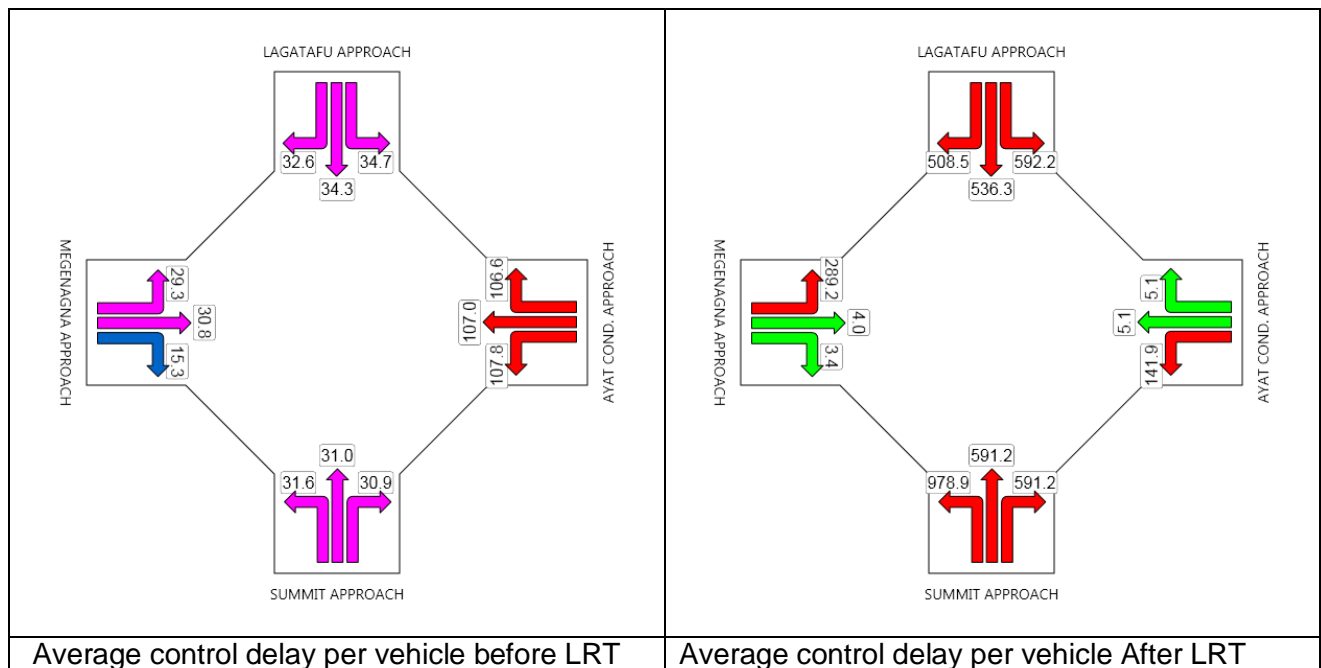 LAGATAFU APPROACH
32.6
34.7
34.3
MEGENAGNA APPROACH
29.3
30.8
15.3
106.6
107.0
107.8
AYAT COND. APPROACH
31.0
31.6
30.9
SUMMIT APPROACH
Average control delay per vehicle before LRT
LAGATAFU APPROACH
508.5
592.2
536.3
MEGENAGNA APPROACH
289.2
4.0
3.4
5.1
5.1
141.9
AYAT COND. APPROACH
591.2
978.9
591.2
SUMMIT APPROACH
Average control delay per vehicle After LRT